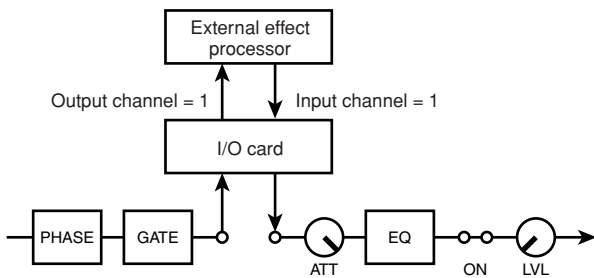 External effect
processor
Output channel = 1
Input channel = 1
I/O card
PHASE
GATE
EQ
ATT
ON
LVL